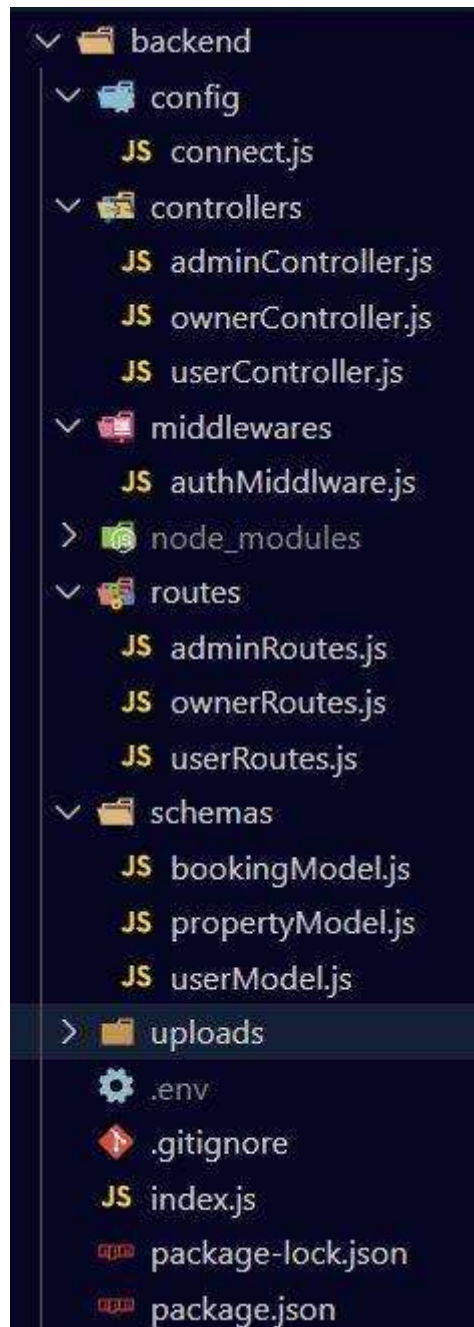 backend
config
JS connect.js
controllers
JS adminController.js
JS ownerController.js
JS userController.js
middlewares
JS authMiddlware.js
node_modules
routes
JS adminRoutes.js
JS ownerRoutes.js
JS userRoutes.js
schemas
JS bookingModel.js
JS propertyModel.js
JS userModel.js
uploads
.env
.gitignore
JS index.js
npm package-lock.json
npm package.json